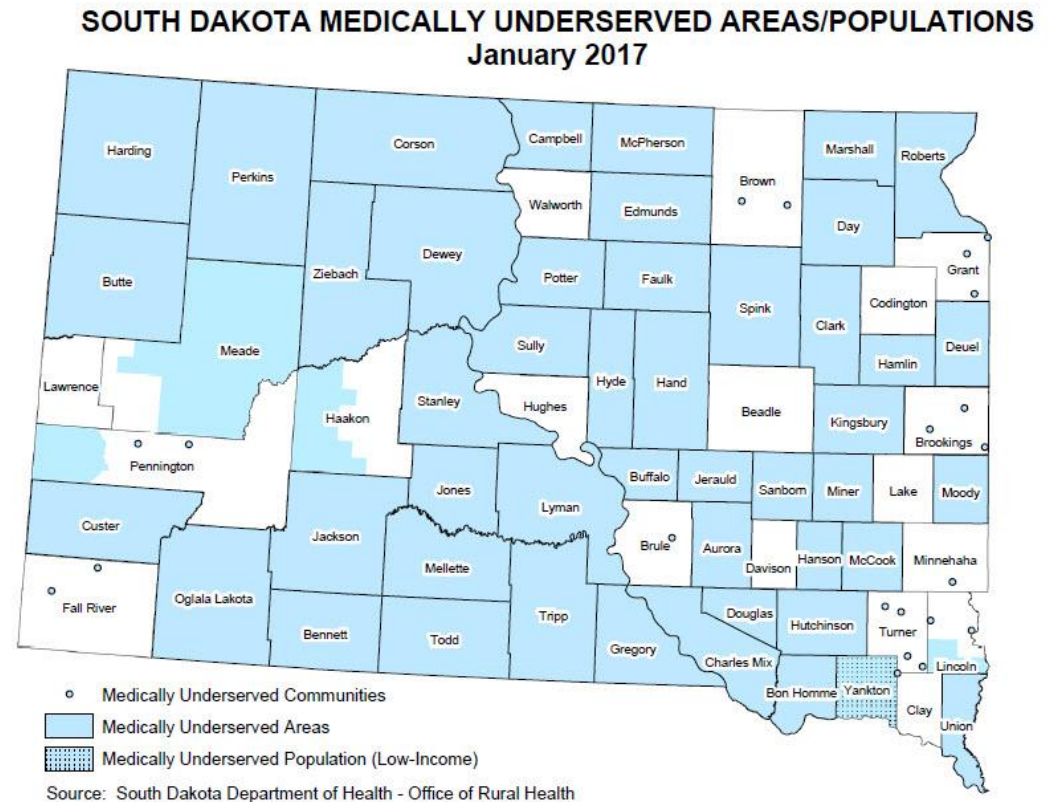 SOUTH DAKOTA MEDICALLY UNDERSERVED AREAS/POPULATIONS
January 2017
Harding
Perkins
Corson
Campbell
McPherson
Brown
Marshall
Roberts
Walworth
Edmunds
Day
Butte
Ziebach
Dewey
Potter
Faulk
Spink
Grant
Codington
Clark
Meade
Sully
Hyde
Hand
Hamlin
Deuel
Lawrence
Haakon
Stanley
Hughes
Beadle
Kingsbury
Brookings
Pennington
Jones
Lyman
Buffalo
Jerauld
Sanborn
Miner
Lake
Moody
Custer
Jackson
Mellette
Brule
Aurora
Davison
Hanson
McCook
Minnehaha
Fall River
Oglala Lakota
Bennett
Todd
Tripp
Gregory
Douglas
Hutchinson
Turner
Charles Mix
Lincoln
Bon Homme
Yankton
Clay
Union
Medically Underserved Communities
Medically Underserved Areas
Medically Underserved Population (Low-Income)
Source: South Dakota Department of Health - Office of Rural Health